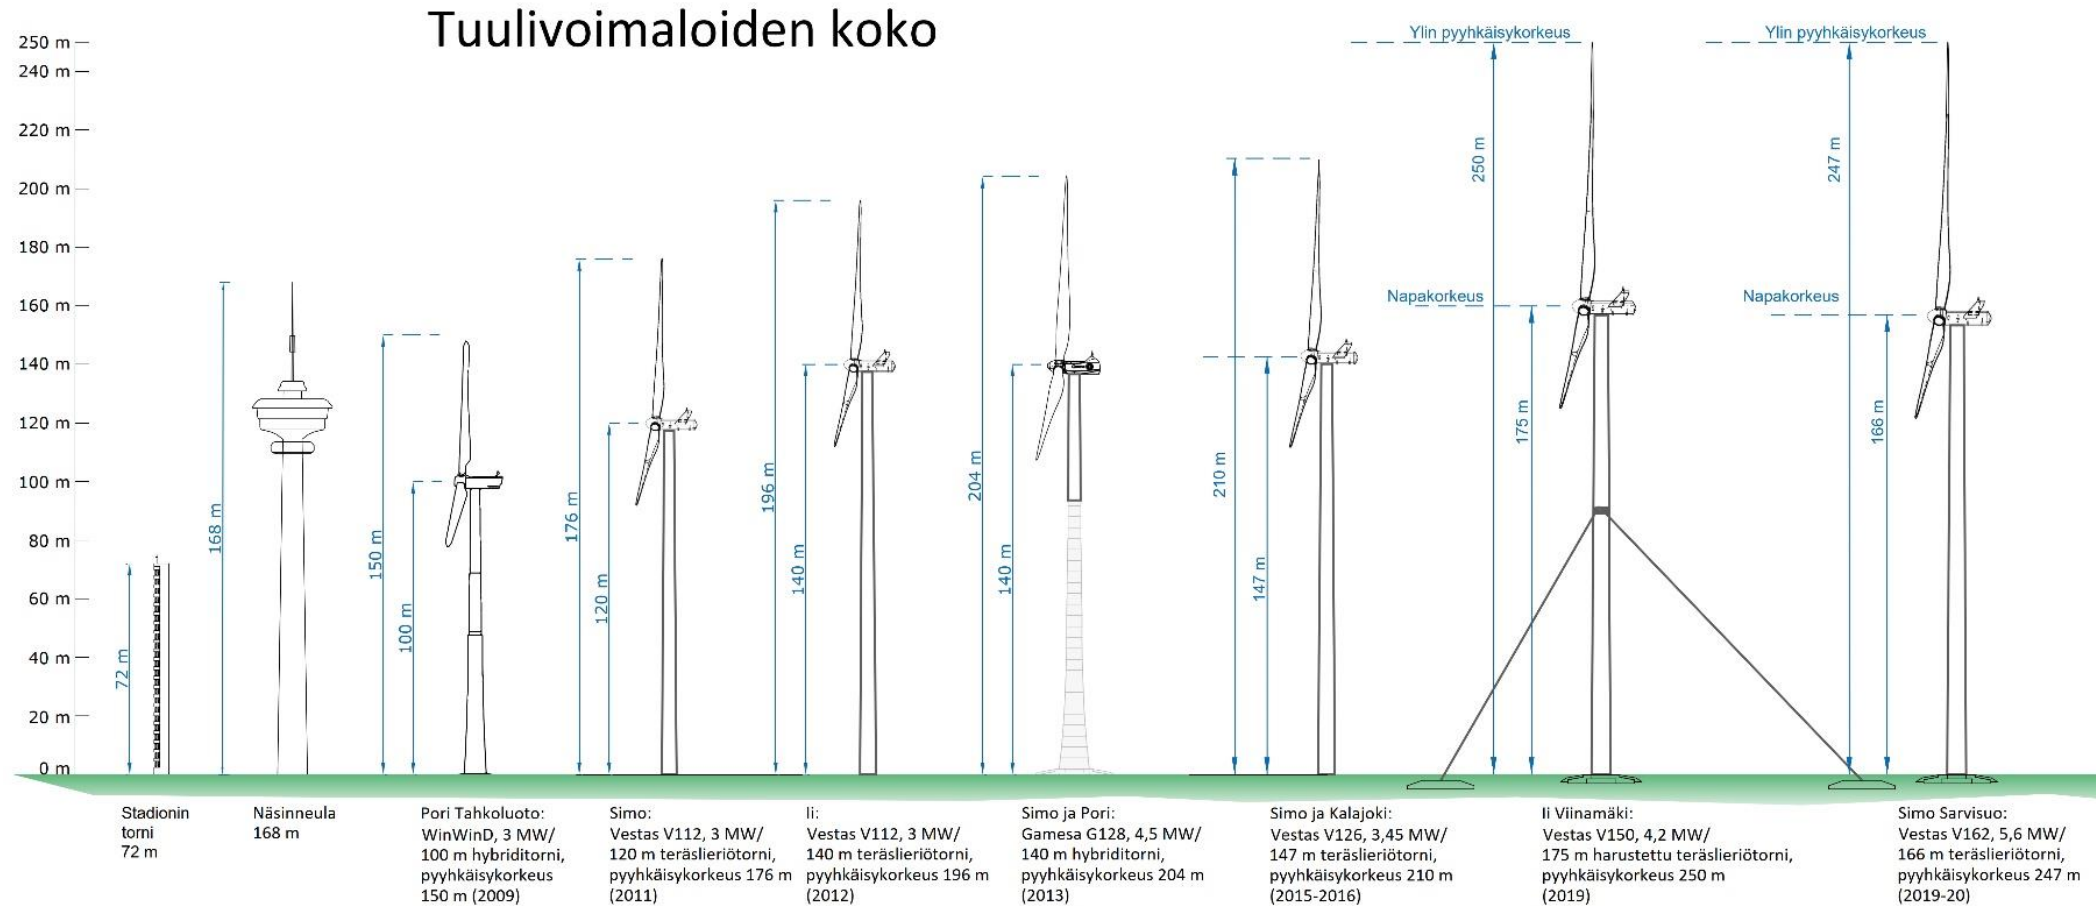 Tuulivoimaloiden koko
250 m
240 m
220 m
200 m
180 m
160 m
140 m
120 m
100 m
80 m
60 m
40 m
20 m
0 m
72 m
168 m
150 m
100 m
176 m
120 m
196 m
140 m
204 m
140 m
210 m
147 m
Ylin pyyhkäisykorkeus
250 m
Napakorkeus
175 m
Ylin pyyhkäisykorkeus
247 m
Napakorkeus
166 m
Stadionin
torni
72 m
Näsinneula
168 m
Pori Tahkoluoto:
WinWinD, 3 MW/
100 m hybriditorni,
pyyhkäisykorkeus
150 m (2009)
Simo:
Vestas V112, 3 MW/
120 m teräslieriötorni,
pyyhkäisykorkeus 176 m
(2011)
Ii:
Vestas V112, 3 MW/
140 m teräslieriötorni,
pyyhkäisykorkeus 196 m
(2012)
Simo ja Pori:
Gamesa G128, 4,5 MW/
140 m hybriditorni,
pyyhkäisykorkeus 204 m
(2013)
Simo ja Kalajoki:
Vestas V126, 3,45 MW/
147 m teräslieriötorni,
pyyhkäisykorkeus 210 m
(2015-2016)
Ii Viinamäki:
Vestas V150, 4,2 MW/
175 m harustettu teräslieriötorni,
pyyhkäisykorkeus 250 m
(2019)
Simo Sarvisuo:
Vestas V162, 5,6 MW/
166 m teräslieriötorni,
pyyhkäisykorkeus 247 m
(2019-20)